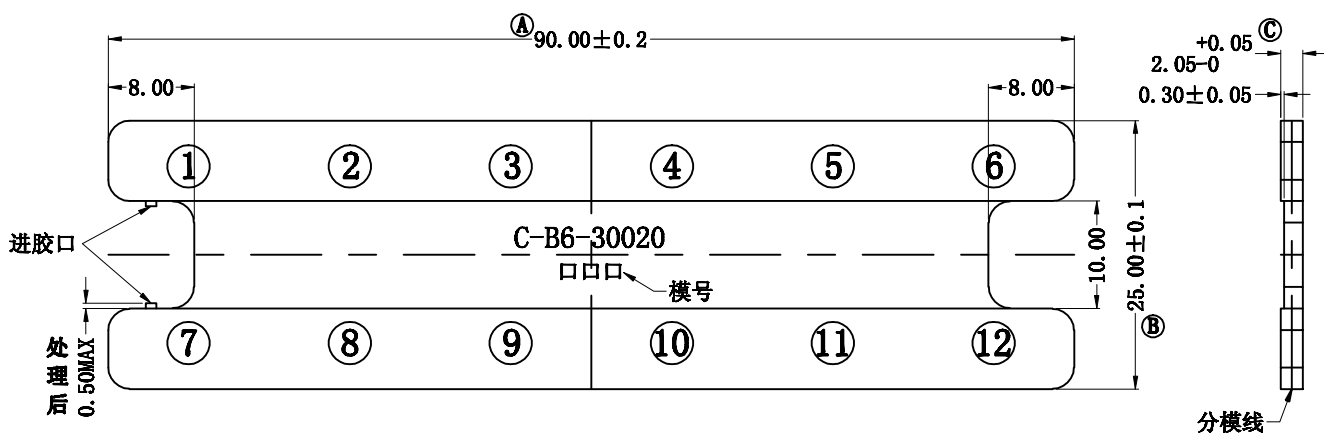 Ⓐ 90.00±0.2
+0.05 Ⓒ
2.05-0
8.00
8.00
0.30±0.05
① ② ③ ④ ⑤ ⑥
进胶口
C-B6-30020
口口口
模号
10.00
25.00±0.1
Ⓑ
处理后
0.50MAX
⑦ ⑧ ⑨ ⑩ ⑪ ⑫
分模线